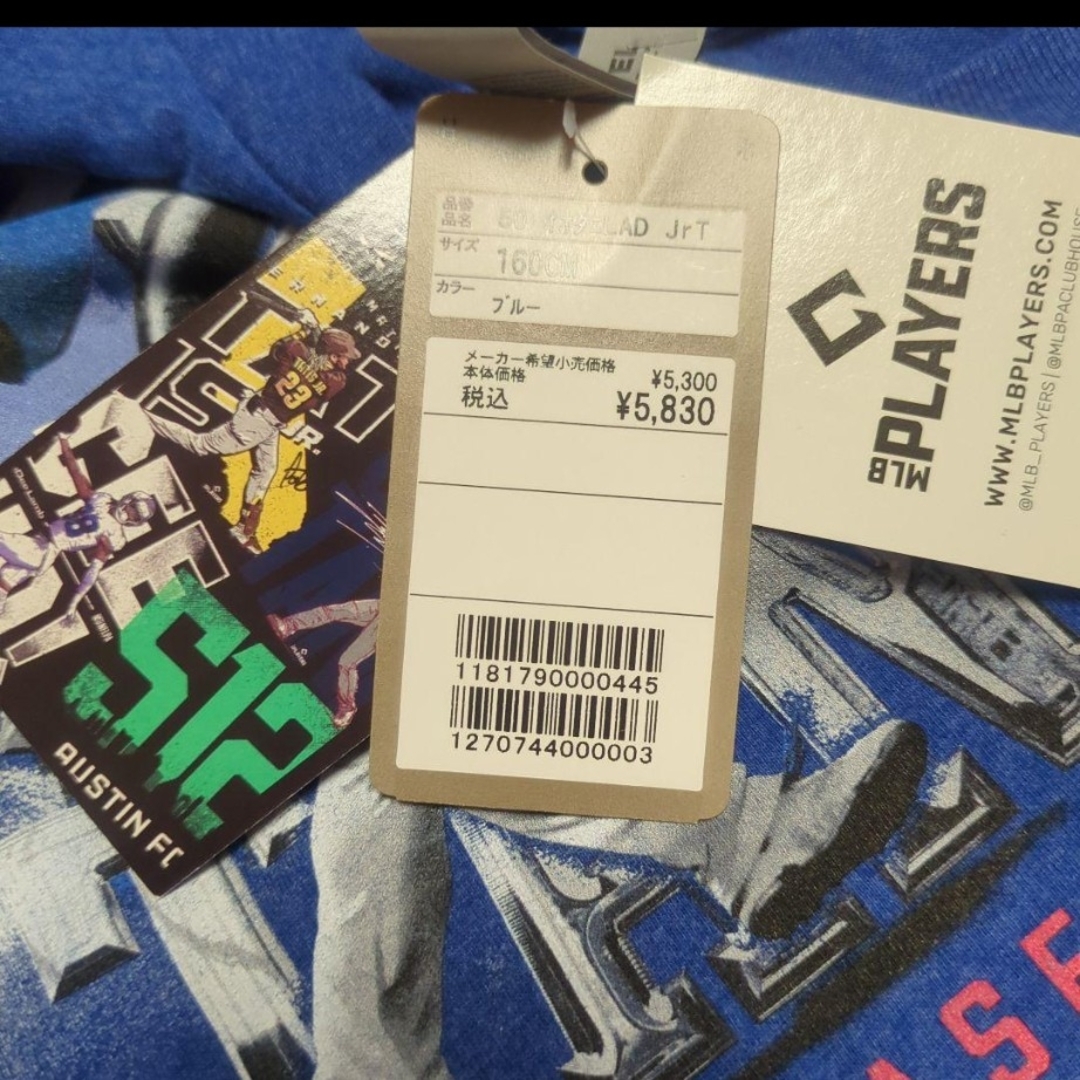 品番
品名
LAD JrT
サイズ
160CM
カラー
ブルー
メーカー希望小売価格
本体価格 ¥5,300
税込 ¥5,830
1181790000445
1270744000003
MLB PLAYERS
WWW.MLBPLAYERS.COM
@MLB_PLAYERS | @MLBPACLUBHOUSE
23
JR.
512
AUSTIN FC
ASE